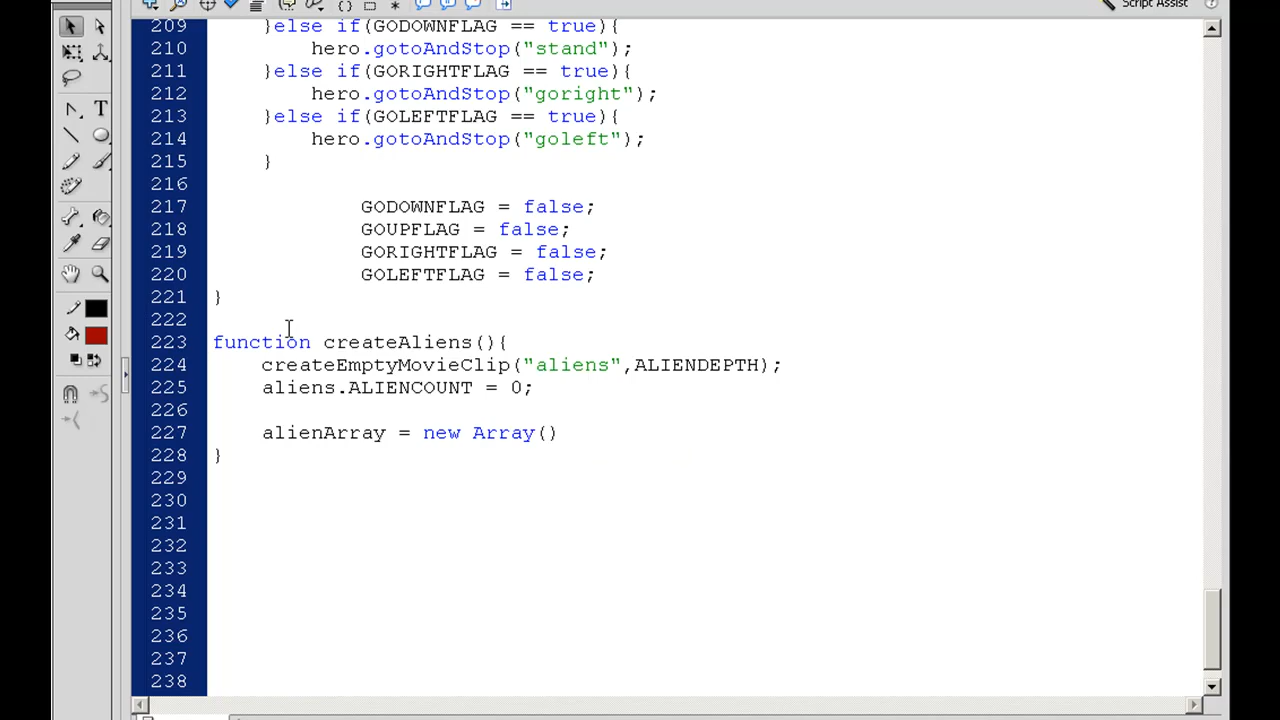 Script Assist
209 }else if(GODOWNFLAG == true){
210 hero.gotoAndStop("stand");
211 }else if(GORIGHTFLAG == true){
212 hero.gotoAndStop("goright");
213 }else if(GOLEFTFLAG == true){
214 hero.gotoAndStop("goleft");
215 }
216
217 GODOWNFLAG = false;
218 GOUPFLAG = false;
219 GORIGHTFLAG = false;
220 GOLEFTFLAG = false;
221 }
222
223 function createAliens(){
224 createEmptyMovieClip("aliens",ALIENDEPTH);
225 aliens.ALIENCOUNT = 0;
226
227 alienArray = new Array()
228 }
229
230
231
232
233
234
235
236
237
238